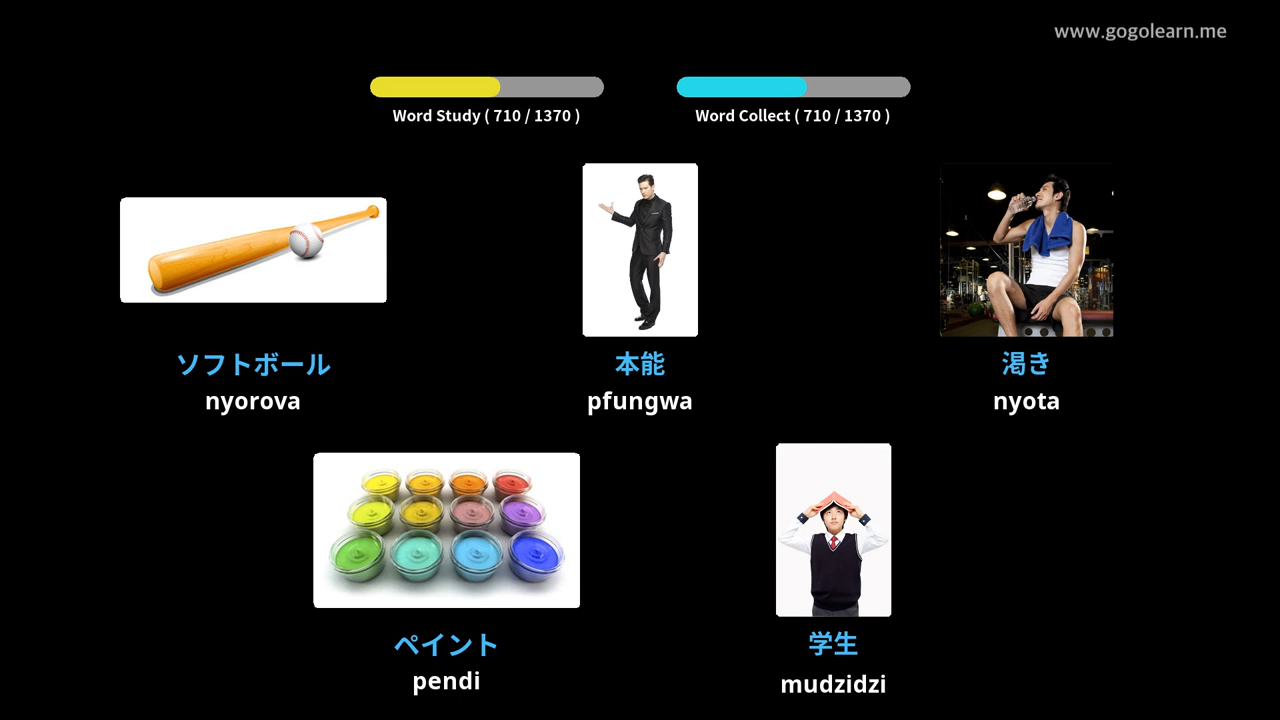 www.gogolearn.me
Word Study ( 710 / 1370 )
Word Collect ( 710 / 1370 )
ソフトボール
nyorova
本能
pfungwa
渇き
nyota
ペイント
pendi
学生
mudzidzi